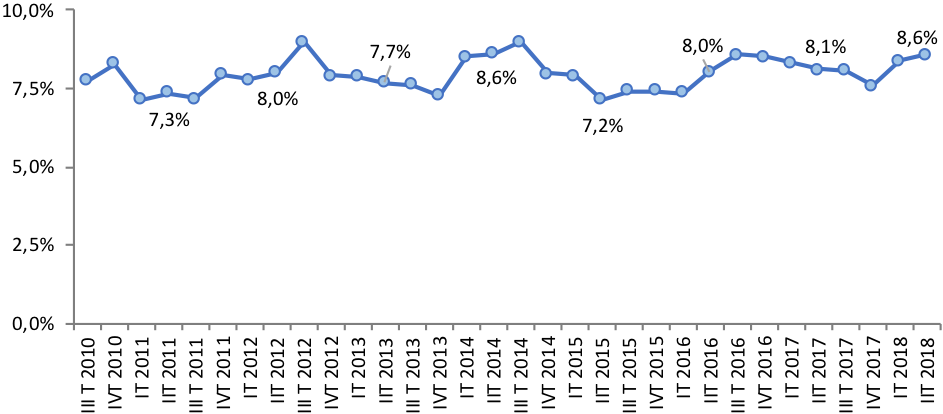 10,0%
7,5%
5,0%
2,5%
0,0%
7,3%
8,0%
7,7%
8,6%
7,2%
8,0%
8,1%
8,6%
III T 2010
IVT 2010
IT 2011
IIT 2011
III T 2011
IVT 2011
IT 2012
IIT 2012
III T 2012
IVT 2012
IT 2013
IIT 2013
III T 2013
IVT 2013
IT 2014
IIT 2014
III T 2014
IVT 2014
IT 2015
IIT 2015
III T 2015
IVT 2015
IT 2016
IIT 2016
III T 2016
IVT 2016
IT 2017
IIT 2017
III T 2017
IVT 2017
IT 2018
IIT 2018